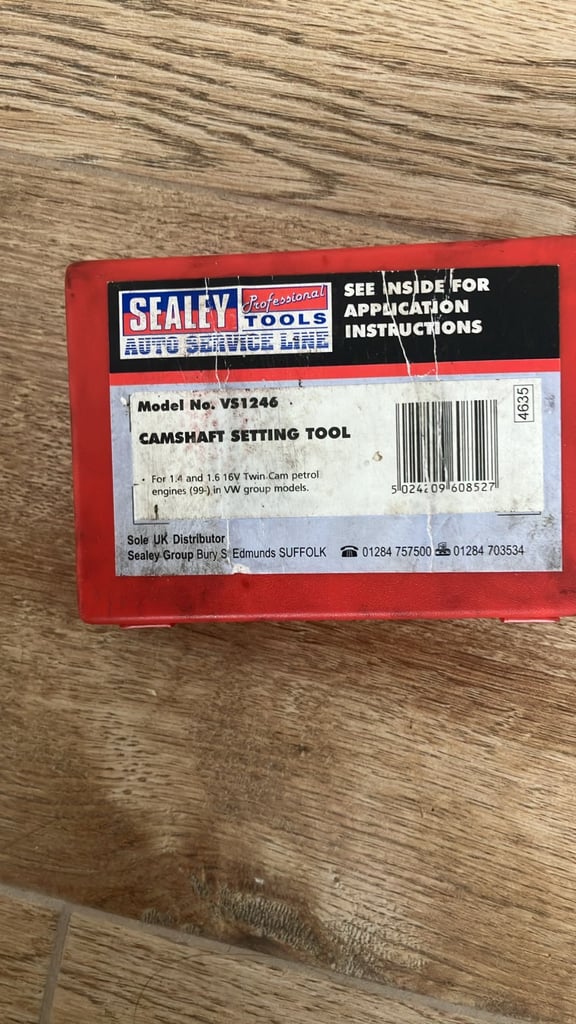 SEALEY Professional TOOLS
AUTO SERVICE LINE
SEE INSIDE FOR
APPLICATION
INSTRUCTIONS
Model No. VS1246
CAMSHAFT SETTING TOOL
• For 1.4 and 1.6 16V Twin Cam petrol
engines (99-) in VW group models.
4635
5 024209 608527
Sole UK Distributor
Sealey Group Bury S Edmunds SUFFOLK ☎ 01284 757500 01284 703534